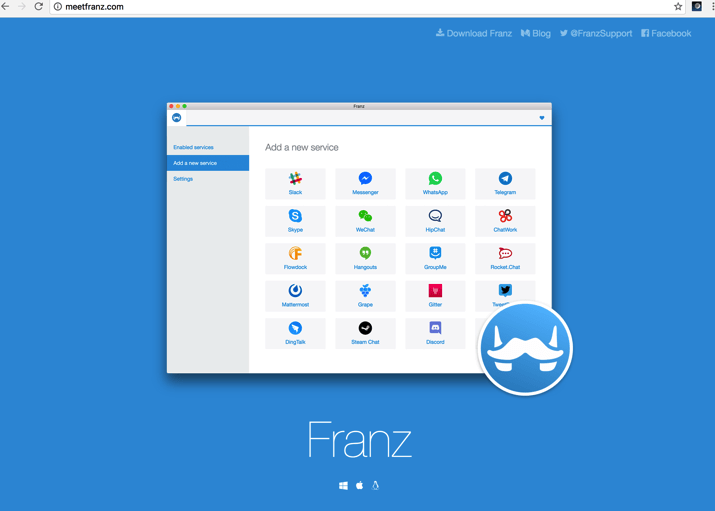 meetfranz.com
Download Franz Blog @FranzSupport Facebook
Franz
Enabled services
Add a new service
Settings
Add a new service
Slack Messenger WhatsApp Telegram
Skype WeChat HipChat ChatWork
Flowdock Hangouts GroupMe Rocket.Chat
Mattermost Grape Gitter
DingTalk Steam Chat Discord
Franz